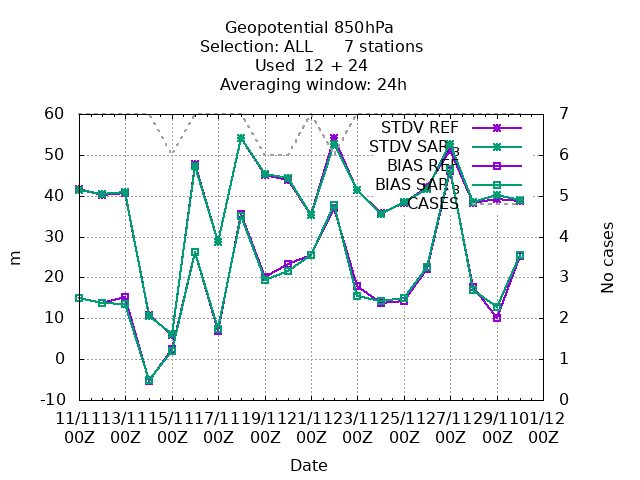 Geopotential 850hPa
Selection: ALL 7 stations
Used 12 + 24
Averaging window: 24h
60 7
STDV REF
STDV SAR3
50 6
BIAS REF
BIAS SAR3
40 5
CASES
30 4
m
No cases
20 3
10 2
0 1
-10 0
11/11 13/11 15/11 17/11 19/11 21/11 23/11 25/11 27/11 29/11 01/12
00Z 00Z 00Z 00Z 00Z 00Z 00Z 00Z 00Z 00Z 00Z
Date